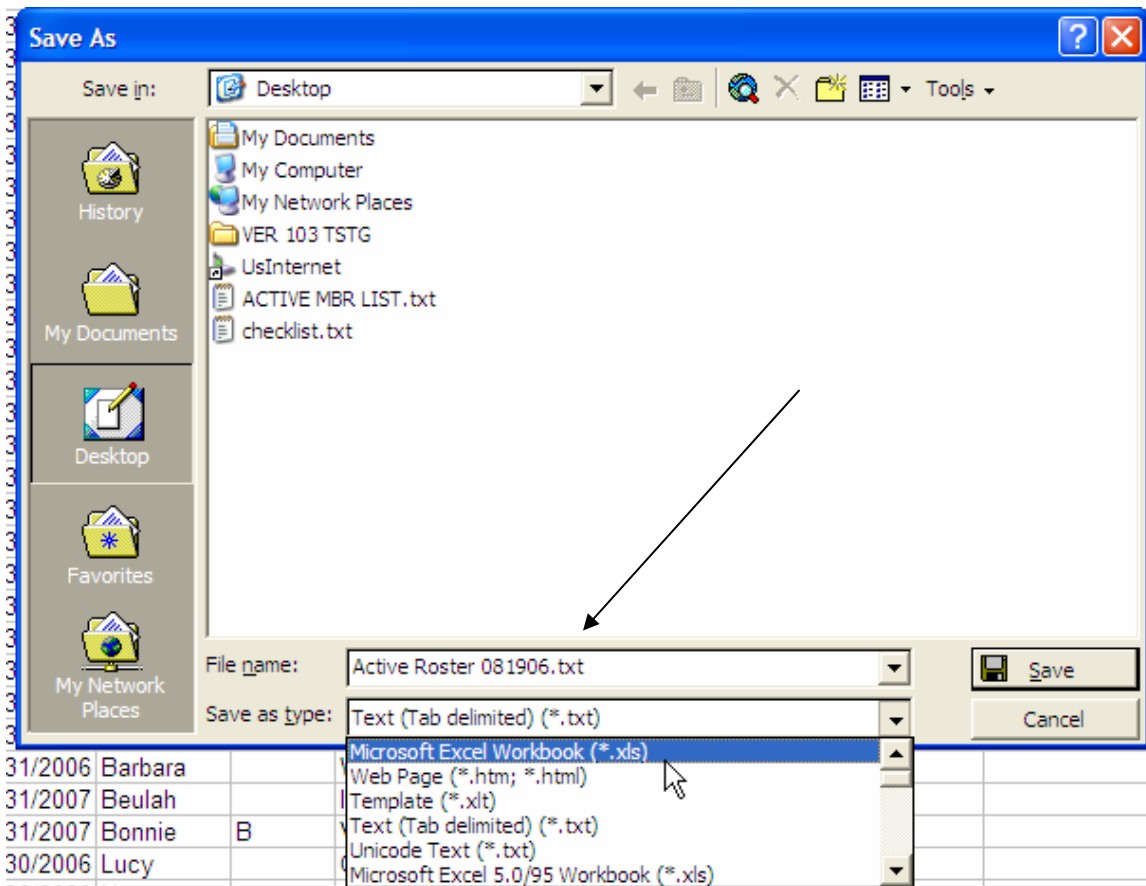 Save As
Save in: Desktop Tools
History
My Documents
Desktop
Favorites
My Network
Places
My Documents
My Computer
My Network Places
VER 103 TSTG
UsInternet
ACTIVE MBR LIST.txt
checklist.txt
File name: Active Roster 081906.txt Save
Save as type: Text (Tab delimited) (*.txt) Cancel
Microsoft Excel Workbook (*.xls)
Web Page (*.htm; *.html)
Template (*.xlt)
Text (Tab delimited) (*.txt)
Unicode Text (*.txt)
Microsoft Excel 5.0/95 Workbook (*.xls)
31/2006 Barbara
31/2007 Beulah
31/2007 Bonnie B
30/2006 Lucy